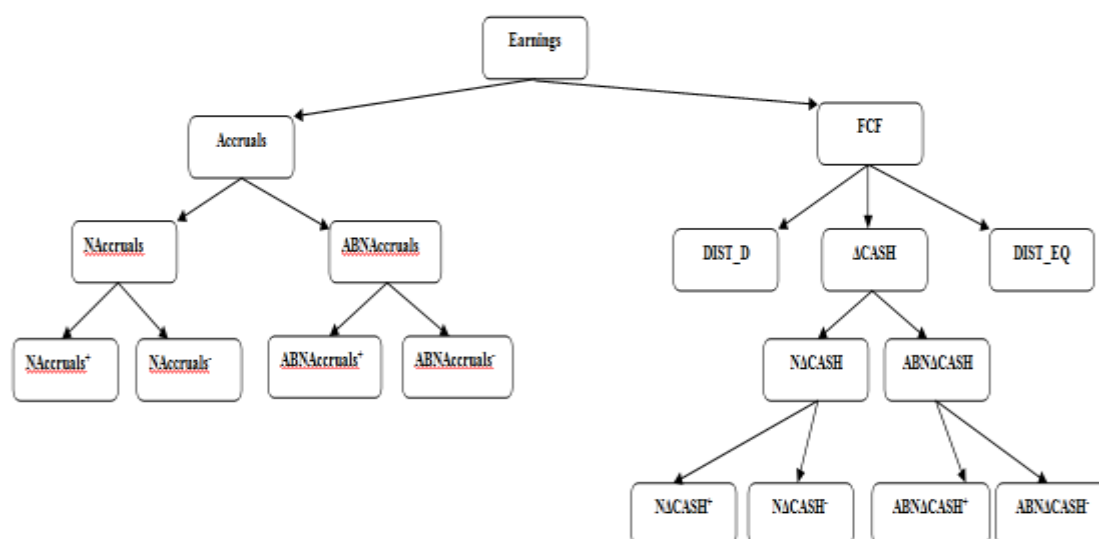 Earnings
Accruals
FCF
NAccruals
ABNAccruals
DIST_D
ΔCASH
DIST_EQ
NAccruals⁺
NAccruals⁻
ABNAccruals⁺
ABNAccruals⁻
NΔCASH
ABNΔCASH
NΔCASH⁺
NΔCASH⁻
ABNΔCASH⁺
ABNΔCASH⁻